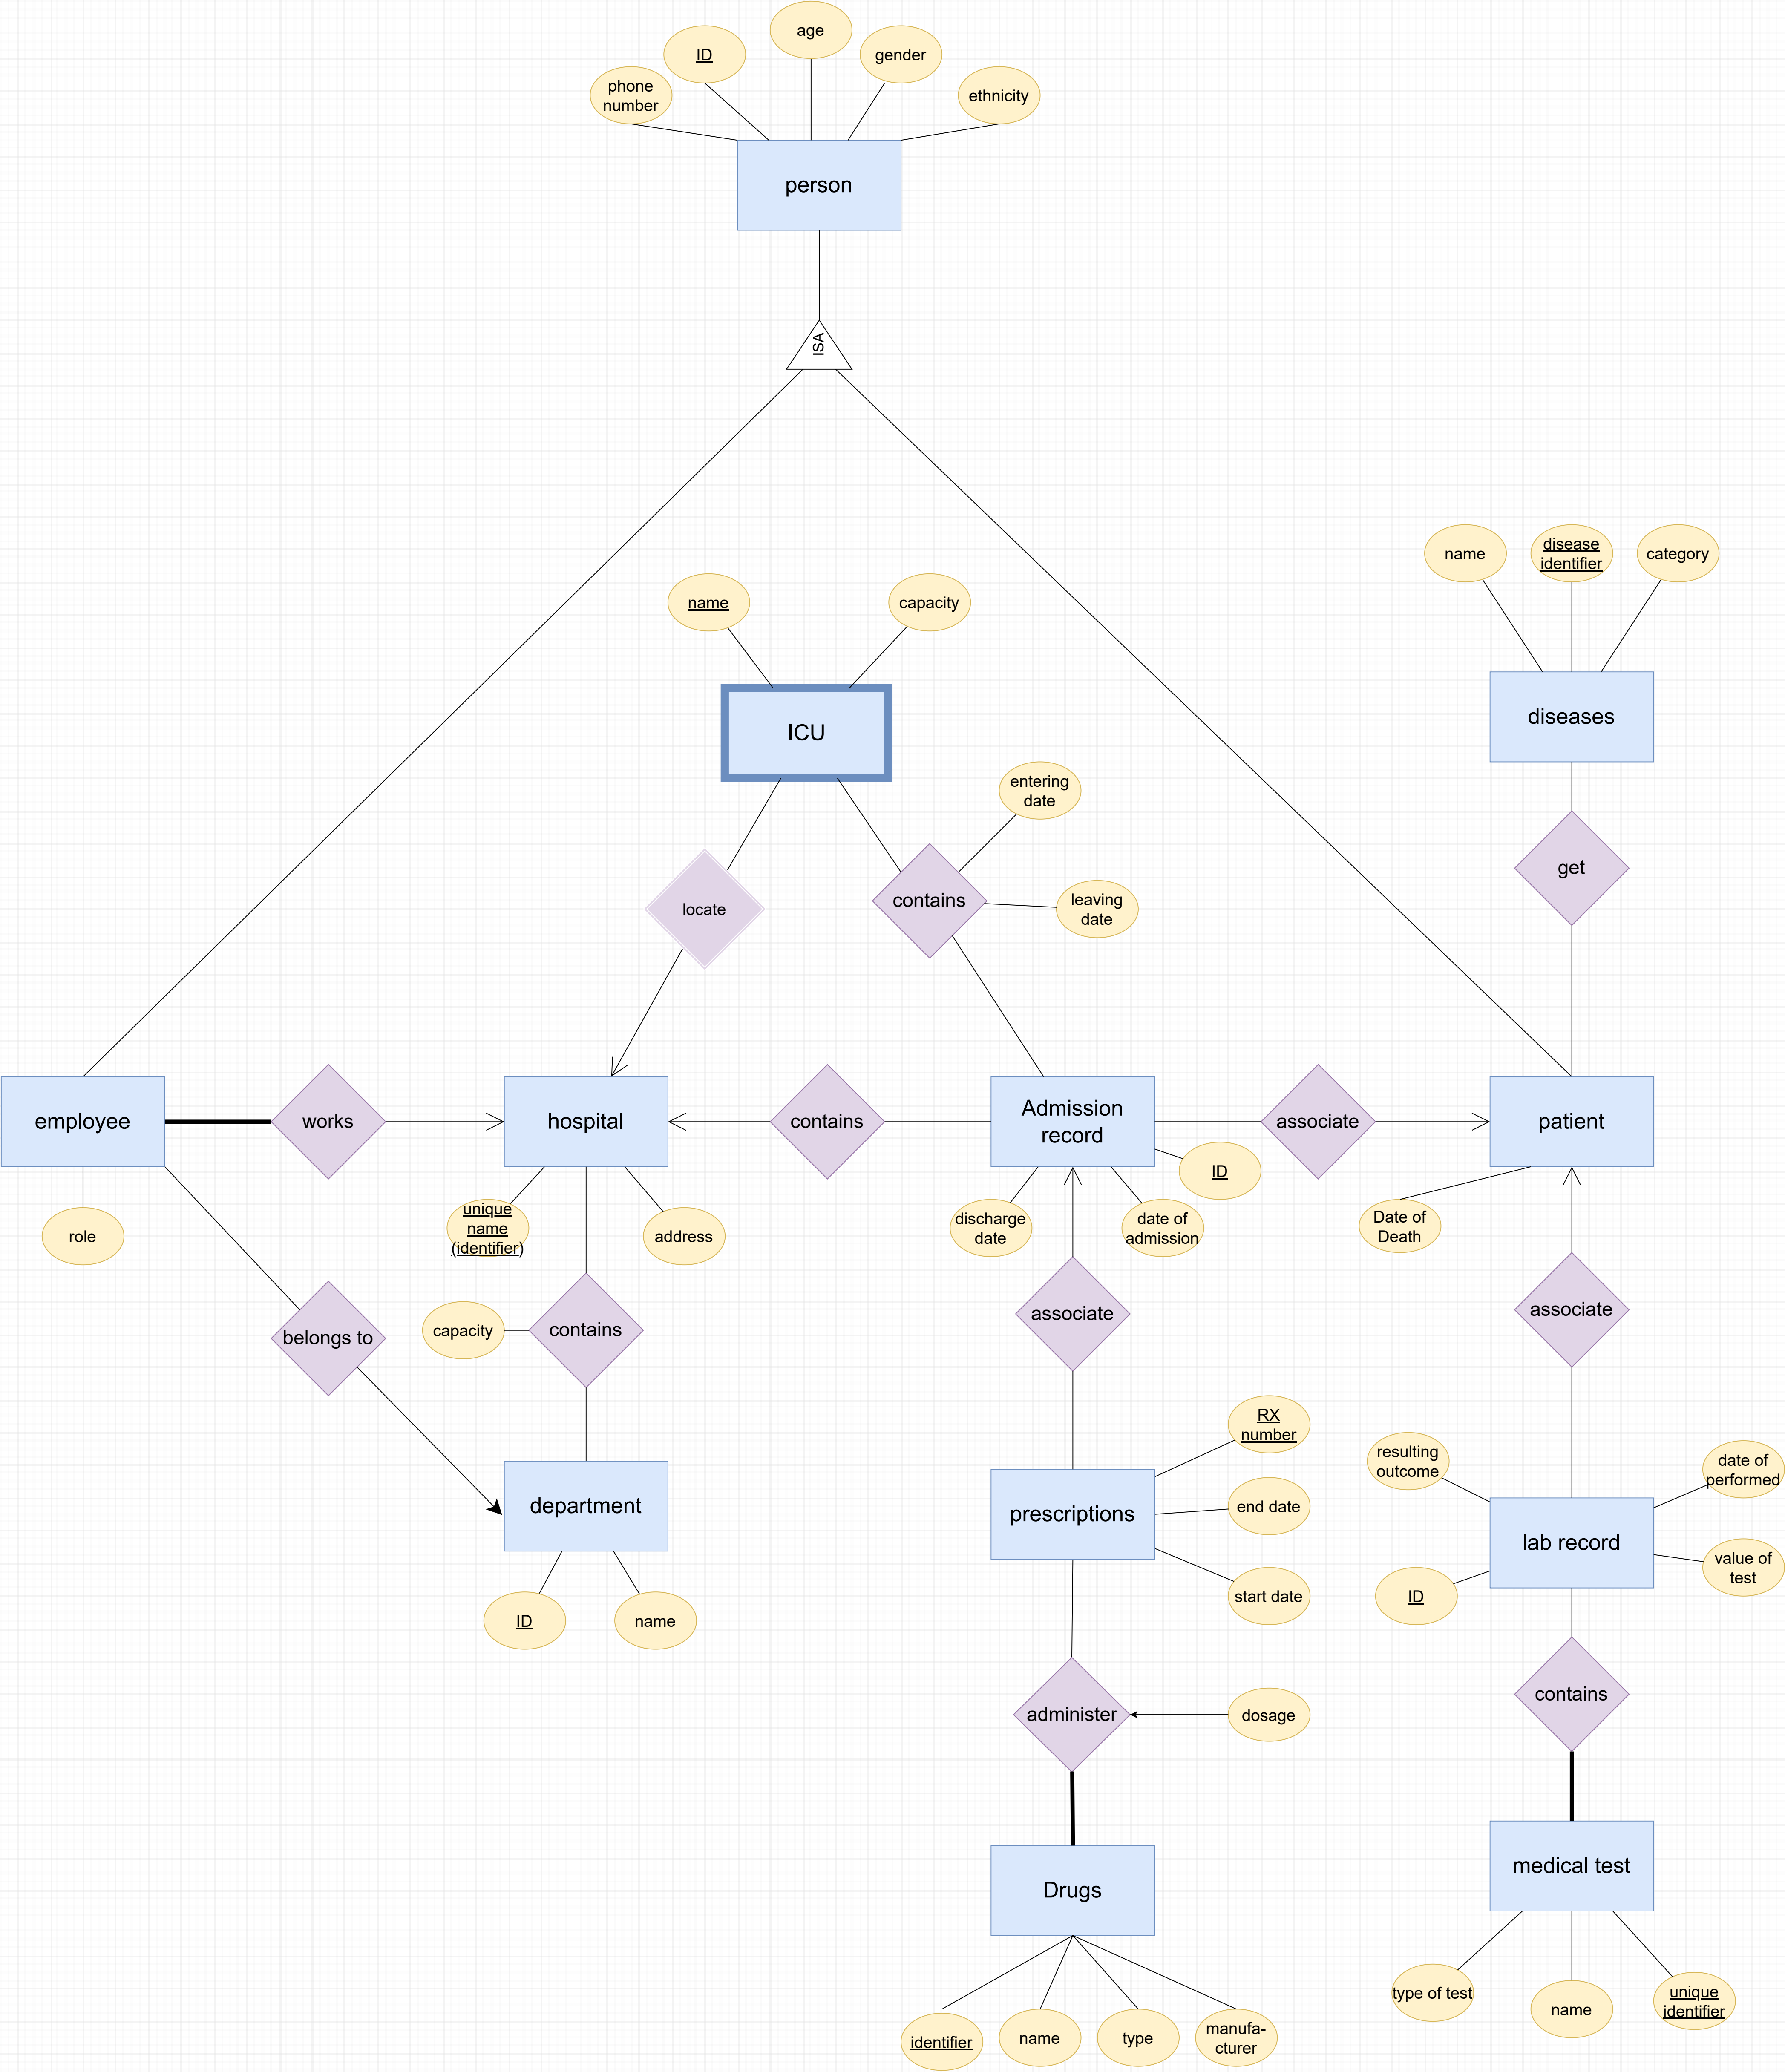 age
ID
gender
phone
number
ethnicity
person
ISA
name
disease
identifier
category
name
capacity
diseases
ICU
entering
date
get
contains
leaving
date
locate
employee
works
hospital
contains
Admission
record
associate
patient
ID
role
unique
name
(identifier)
address
discharge
date
date of
admission
Date of
Death
capacity
contains
belongs to
associate
associate
RX
number
resulting
outcome
date of
performed
department
prescriptions
end date
lab record
value of
test
ID
name
start date
ID
contains
administer
dosage
Drugs
medical test
type of test
name
unique
identifier
identifier
name
type
manufa-
cturer